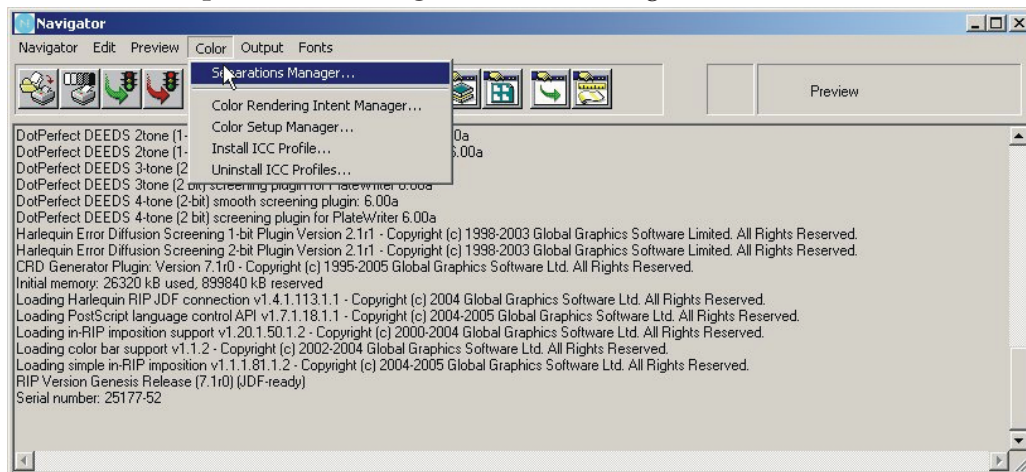 Navigator
Navigator Edit Preview Color Output Fonts
Separations Manager...
Color Rendering Intent Manager...
Color Setup Manager...
Install ICC Profile...
Uninstall ICC Profiles...
Preview
DotPerfect DEEDS 2tone (1- 0a
DotPerfect DEEDS 2tone (1- 6.00a
DotPerfect DEEDS 3-tone (2
DotPerfect DEEDS 3tone (2 bit) screening plugin for PlateWriter 6.00a
DotPerfect DEEDS 4-tone (2-bit) smooth screening plugin: 6.00a
DotPerfect DEEDS 4-tone (2 bit) screening plugin for PlateWriter 6.00a
Harlequin Error Diffusion Screening 1-bit Plugin Version 2.1r1 - Copyright (c) 1998-2003 Global Graphics Software Limited. All Rights Reserved.
Harlequin Error Diffusion Screening 2-bit Plugin Version 2.1r1 - Copyright (c) 1998-2003 Global Graphics Software Limited. All Rights Reserved.
CRD Generator Plugin: Version 7.1r0 - Copyright (c) 1995-2005 Global Graphics Software Ltd. All Rights Reserved.
Initial memory: 26320 kB used, 899840 kB reserved
Loading Harlequin RIP JDF connection v1.4.1.113.1.1 - Copyright (c) 2004 Global Graphics Software Ltd. All Rights Reserved.
Loading PostScript language control API v1.7.1.18.1.1 - Copyright (c) 2004-2005 Global Graphics Software Ltd. All Rights Reserved.
Loading in-RIP imposition support v1.20.1.50.1.2 - Copyright (c) 2000-2004 Global Graphics Software Ltd. All Rights Reserved.
Loading color bar support v1.1.2 - Copyright (c) 2002-2004 Global Graphics Software Ltd. All Rights Reserved.
Loading simple in-RIP imposition v1.1.1.81.1.2 - Copyright (c) 2004-2005 Global Graphics Software Ltd. All Rights Reserved.
RIP Version Genesis Release (7.1r0) (JDF-ready)
Serial number: 25177-52